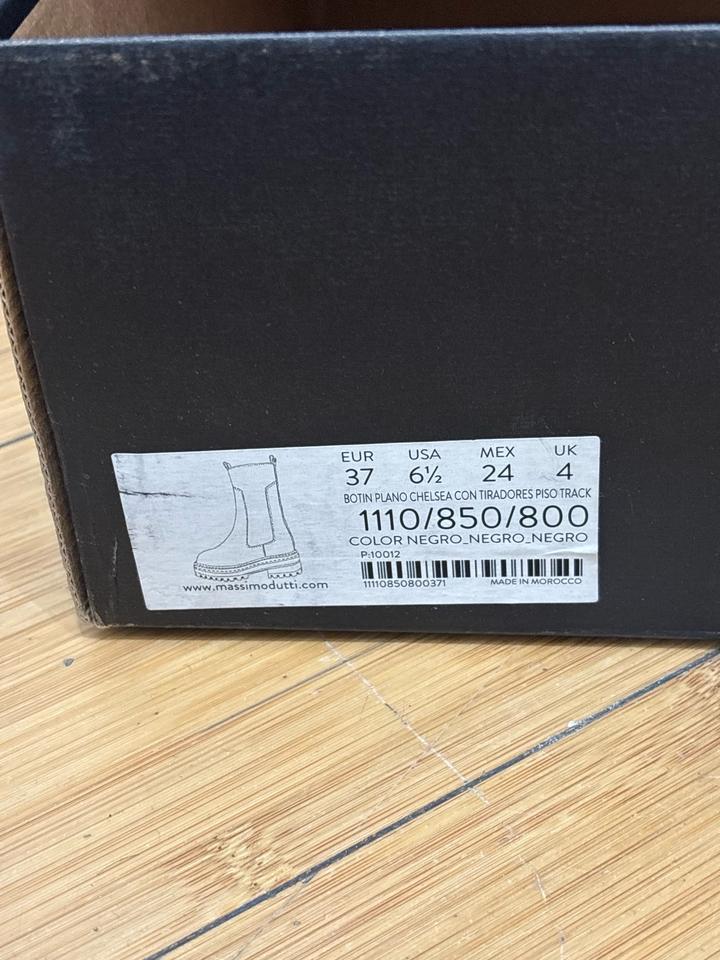 EUR USA MEX UK
37 6½ 24 4
BOTIN PLANO CHELSEA CON TIRADORES PISO TRACK
1110/850/800
COLOR NEGRO_NEGRO_NEGRO
P:10012
11110850800371 MADE IN MOROCCO
www.massimodutti.com